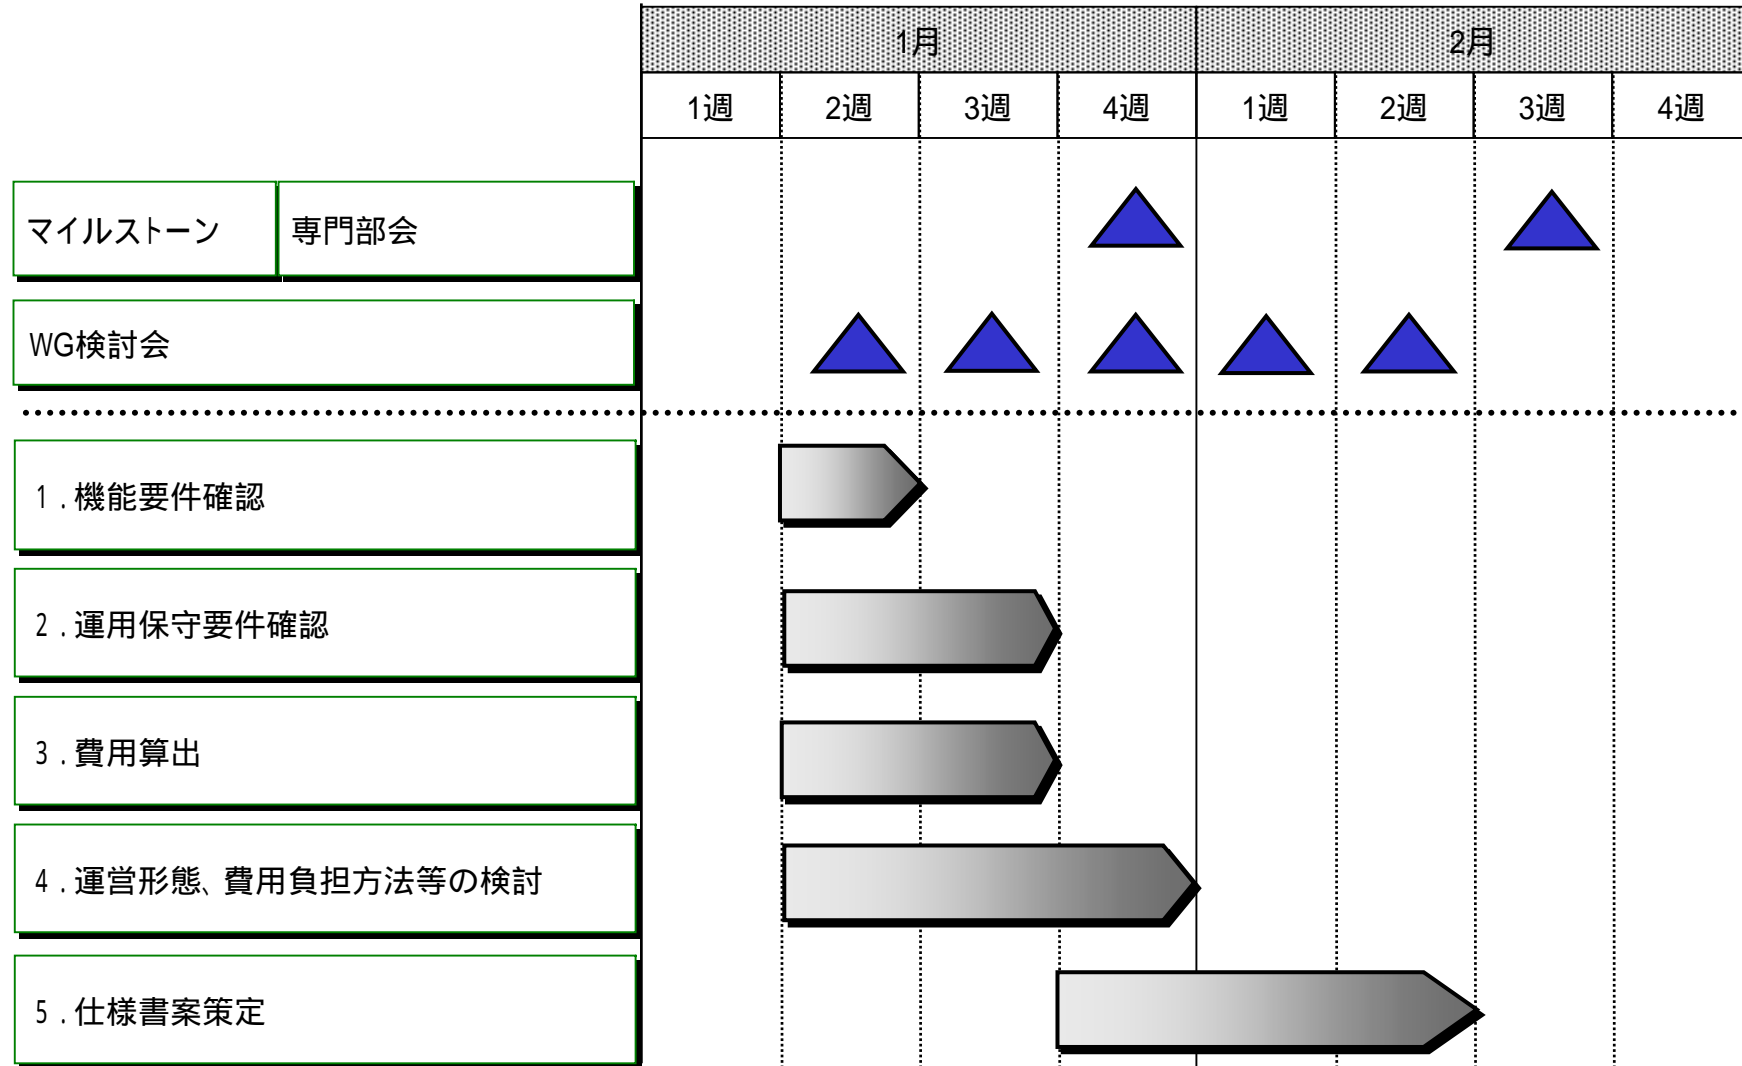 1月 2月
1週 2週 3週 4週 1週 2週 3週 4週
マイルストーン 専門部会
WG検討会
1．機能要件確認
2．運用保守要件確認
3．費用算出
4．運営形態、費用負担方法等の検討
5．仕様書案策定